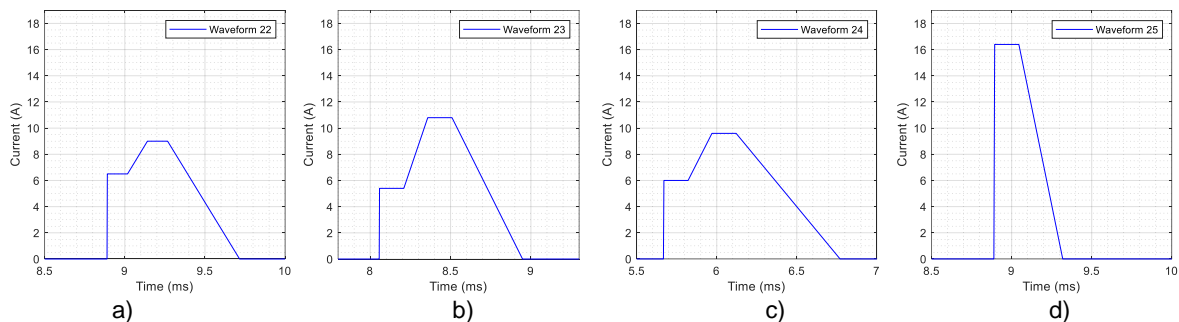 Waveform 22
18
16
14
12
10
8
6
4
2
0
Current (A)
8.5 9 9.5 10
Time (ms)
a)
Waveform 23
18
16
14
12
10
8
6
4
2
0
Current (A)
8 8.5 9
Time (ms)
b)
Waveform 24
18
16
14
12
10
8
6
4
2
0
Current (A)
5.5 6 6.5 7
Time (ms)
c)
Waveform 25
18
16
14
12
10
8
6
4
2
0
Current (A)
8.5 9 9.5 10
Time (ms)
d)